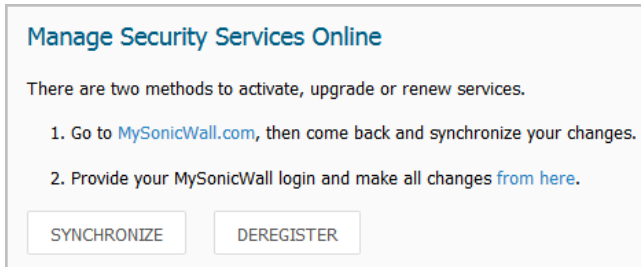 Manage Security Services Online
There are two methods to activate, upgrade or renew services.
1. Go to MySonicWall.com, then come back and synchronize your changes.
2. Provide your MySonicWall login and make all changes from here.
SYNCHRONIZE DEREGISTER